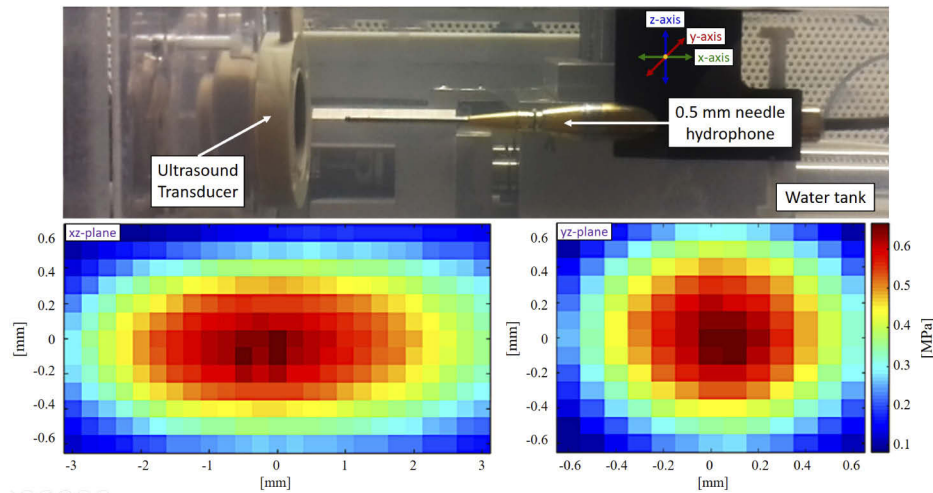 z-axis
y-axis
x-axis
0.5 mm needle
hydrophone
Ultrasound
Transducer
Water tank
xz-plane
yz-plane
0.6
0.4
0.2
0
-0.2
-0.4
-0.6
[mm]
-3
-2
-1
0
1
2
3
[mm]
0.6
0.4
0.2
0
-0.2
-0.4
-0.6
[mm]
-0.6
-0.4
-0.2
0
0.2
0.4
0.6
[mm]
0.6
0.5
0.4
0.3
0.2
0.1
[MPa]